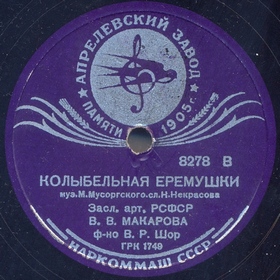 АПРЕЛЕВСКИЙ ЗАВОД
ПАМЯТИ 1905 г.
8278 В
КОЛЫБЕЛЬНАЯ ЕРЕМУШКИ
муз.М.Мусоргского.сл.Н.Некрасова
Засл. арт. РСФСР
В. В. МАКАРОВА
ф-но В. Р. Шор
ГРК 1749
НАРКОММАШ СССР